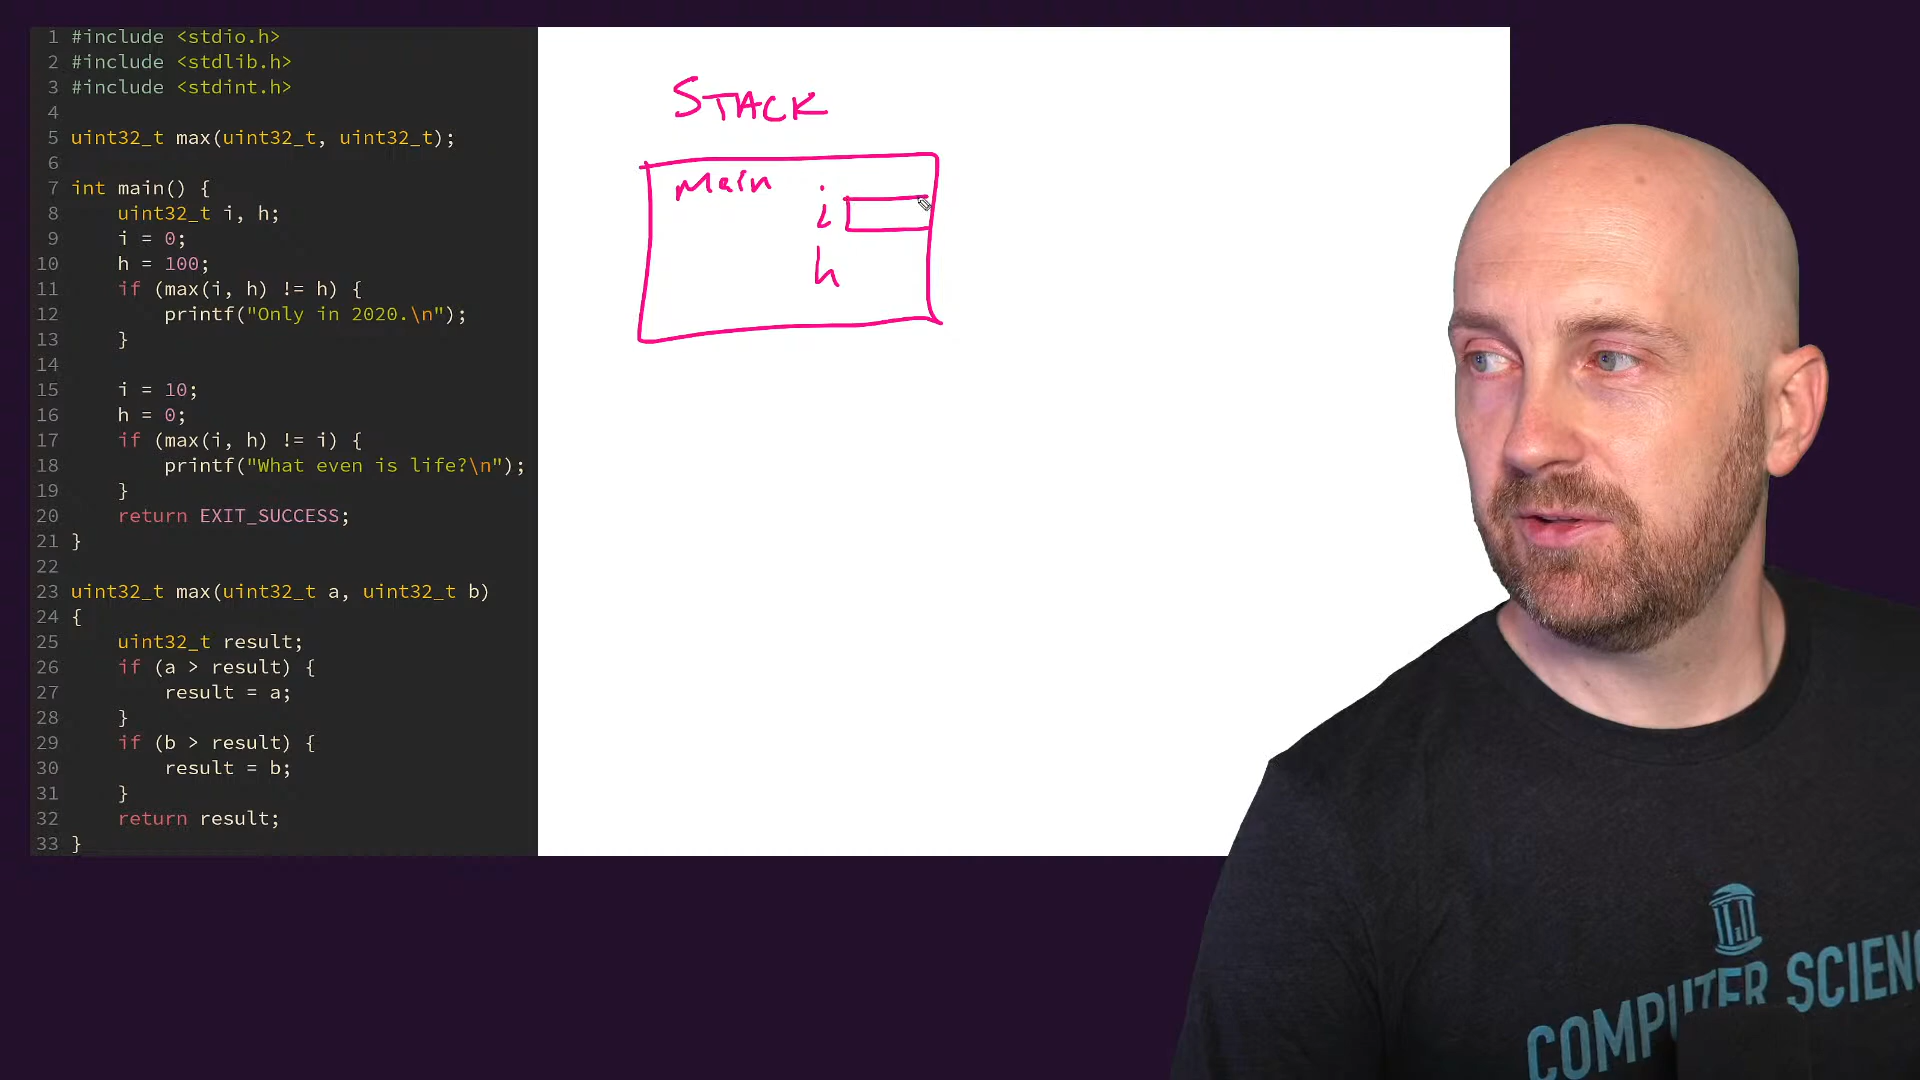 1 #include <stdio.h>
2 #include <stdlib.h>
3 #include <stdint.h>
4
5 uint32_t max(uint32_t, uint32_t);
6
7 int main() {
8     uint32_t i, h;
9     i = 0;
10     h = 100;
11     if (max(i, h) != h) {
12         printf("Only in 2020.\n");
13     }
14
15     i = 10;
16     h = 0;
17     if (max(i, h) != i) {
18         printf("What even is life?\n");
19     }
20     return EXIT_SUCCESS;
21 }
22
23 uint32_t max(uint32_t a, uint32_t b)
24 {
25     uint32_t result;
26     if (a > result) {
27         result = a;
28     }
29     if (b > result) {
30         result = b;
31     }
32     return result;
33 }
STACK
main
i
h
COMPUTER SCIENC